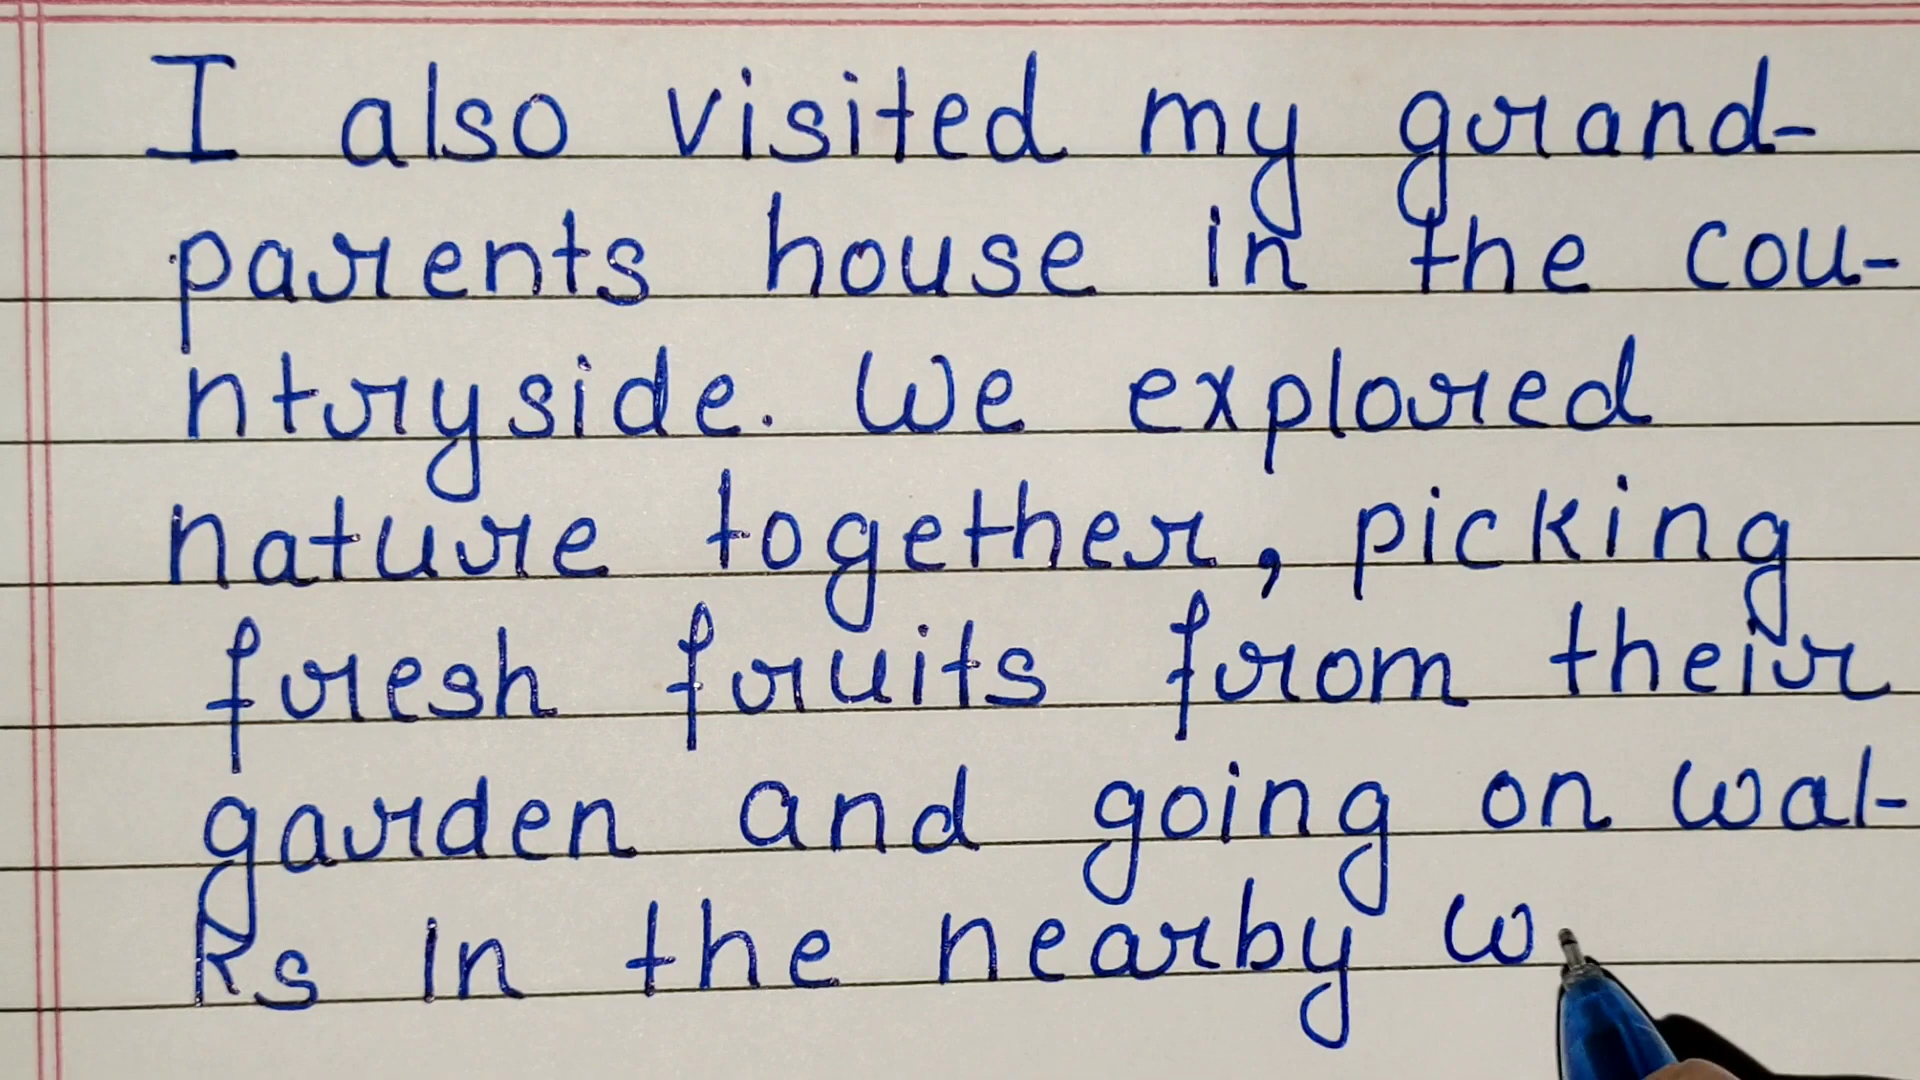 I also visited my grand-
parents house in the cou-
ntryside. We explored
nature together, picking
fresh fruits from their
garden and going on wal-
ks in the nearby w